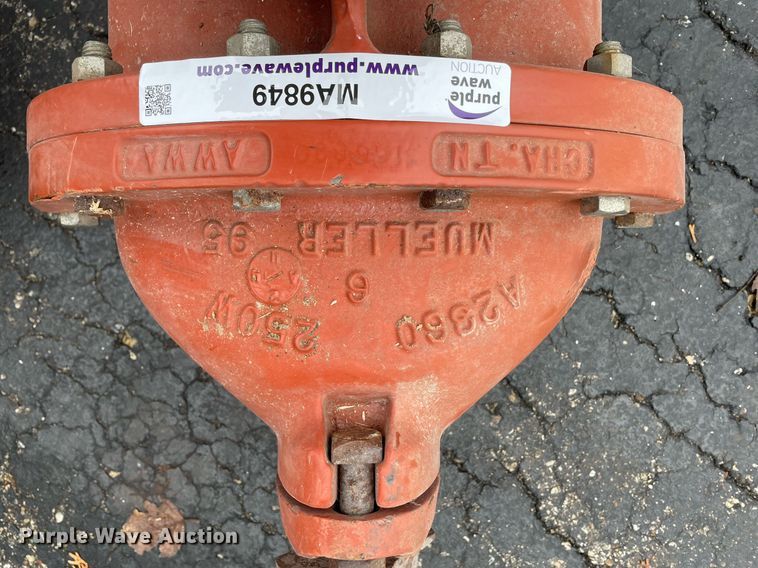 purple
wave
AUCTION
MA9849
www.purplewave.com
CHA.TN
AWWA
MUELLER
95
6
A2360
250W
Purple Wave Auction